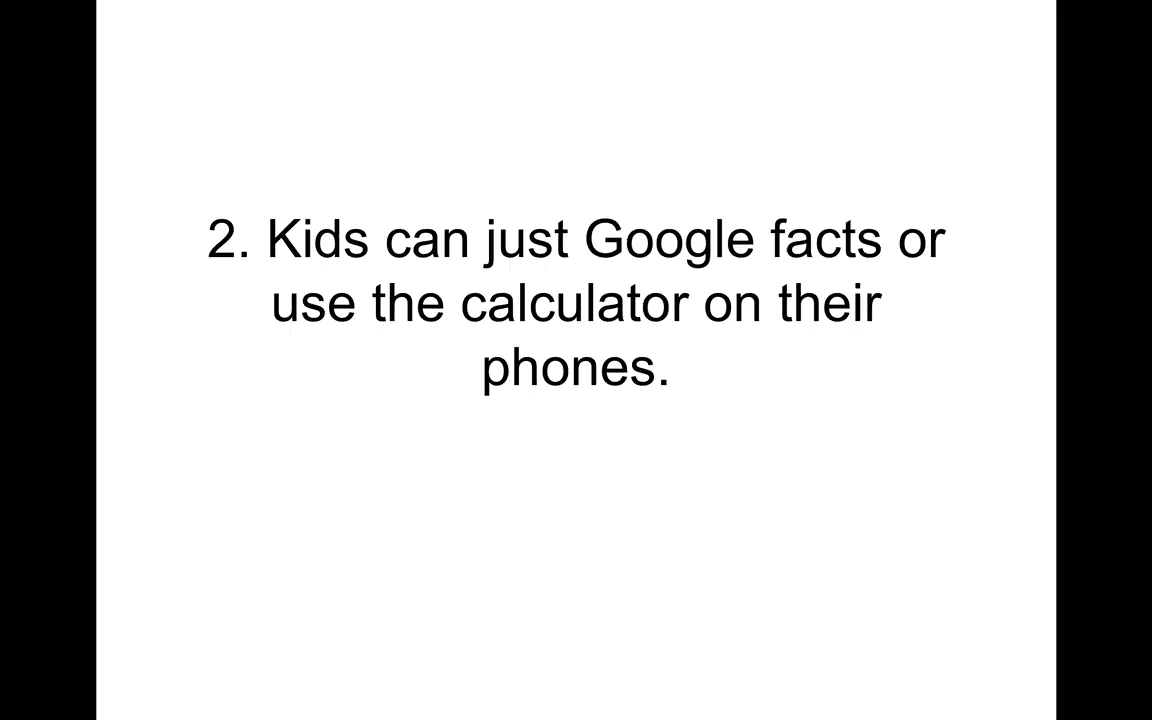 2. Kids can just Google facts or
use the calculator on their
phones.